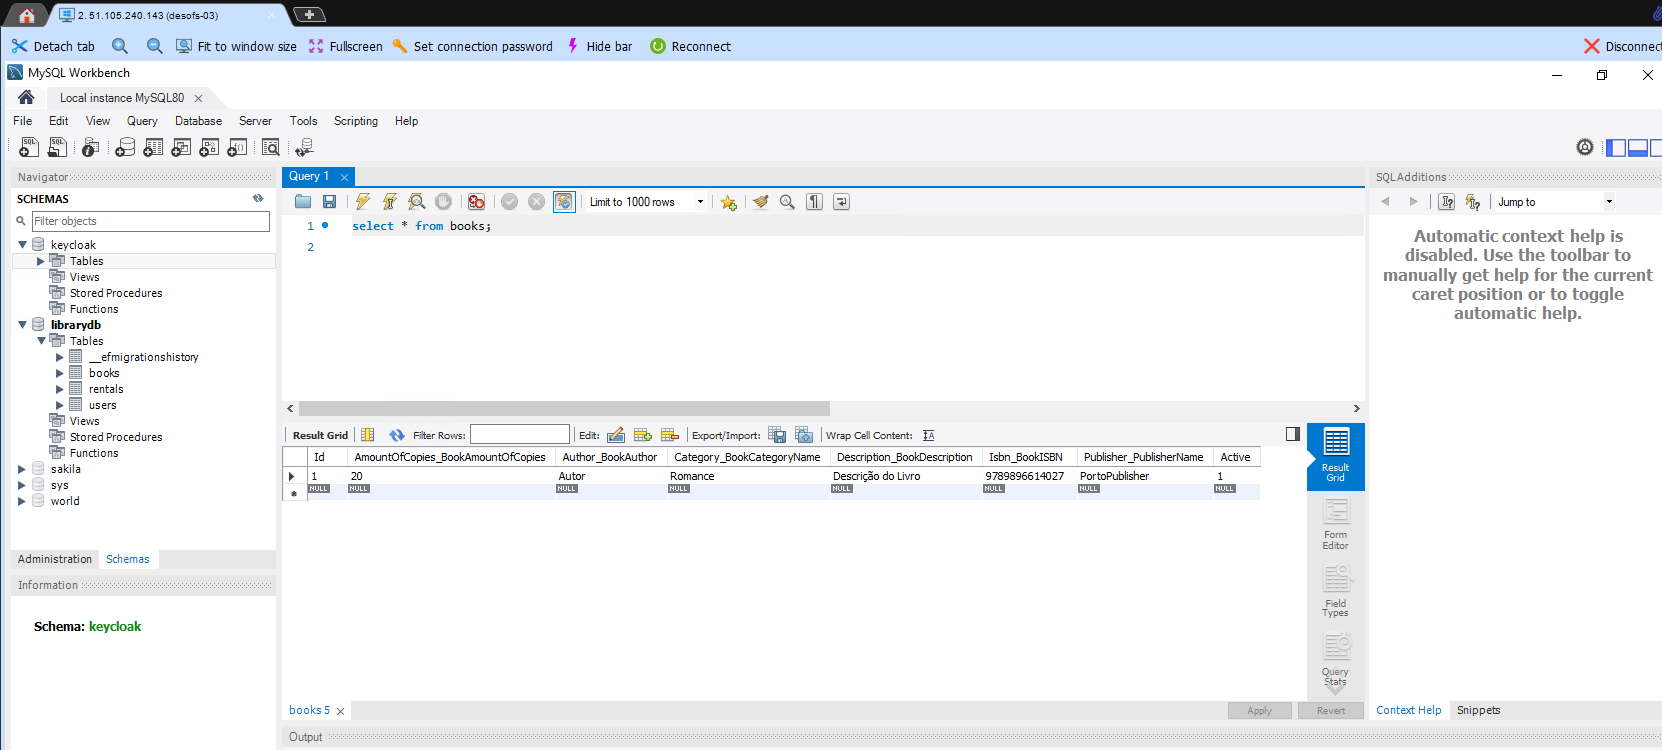 2. 51.105.240.143 (desofs-03)
Detach tab Fit to window size Fullscreen Set connection password Hide bar Reconnect Disconnect
MySQL Workbench
Local instance MySQL80
File Edit View Query Database Server Tools Scripting Help
Navigator
SCHEMAS
Filter objects
keycloak
Tables
Views
Stored Procedures
Functions
librarydb
Tables
__efmigrationshistory
books
rentals
users
Views
Stored Procedures
Functions
sakila
sys
world
Administration Schemas
Information
Schema: keycloak
Query 1
Limit to 1000 rows
1 select * from books;
2
Result Grid Filter Rows: Edit: Export/Import: Wrap Cell Content:
Id AmountOfCopies_BookAmountOfCopies Author_BookAuthor Category_BookCategoryName Description_BookDescription Isbn_BookISBN Publisher_PublisherName Active
1 20 Autor Romance Descrição do Livro 9789896614027 PortoPublisher 1
NULL NULL NULL NULL NULL NULL NULL NULL
Result
Grid
Form
Editor
Field
Types
Query
Stats
books 5
Apply Revert
Output
SQLAdditions
Jump to
Automatic context help is
disabled. Use the toolbar to
manually get help for the current
caret position or to toggle
automatic help.
Context Help Snippets